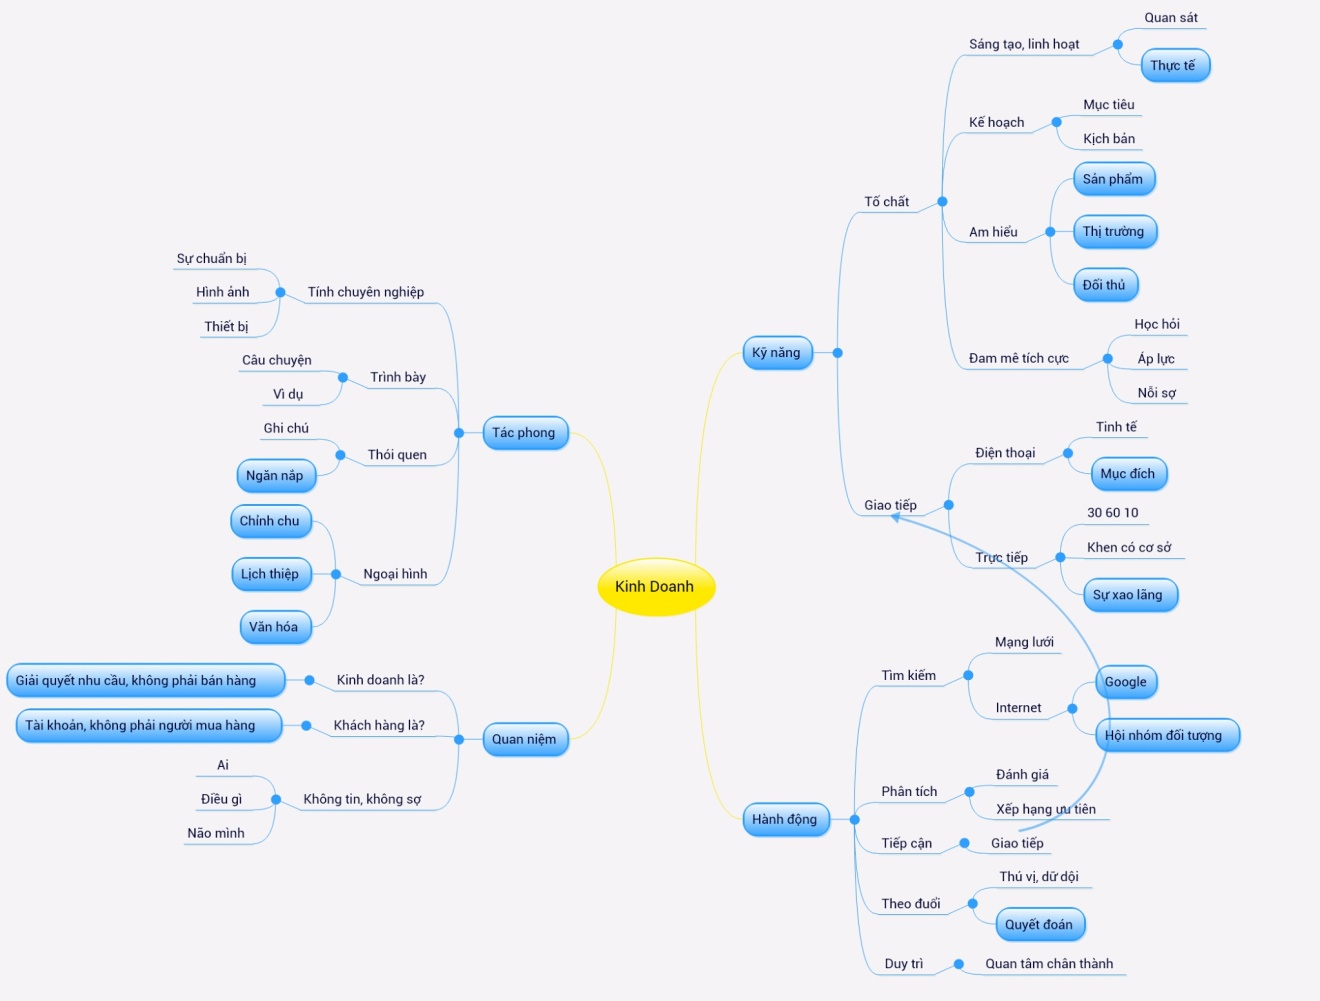 Kinh Doanh
Kỹ năng
Tố chất
Sáng tạo, linh hoạt
Quan sát
Thực tế
Kế hoạch
Mục tiêu
Kịch bản
Am hiểu
Sản phẩm
Thị trường
Đối thủ
Đam mê tích cực
Học hỏi
Áp lực
Nỗi sợ
Giao tiếp
Điện thoại
Tinh tế
Mục đích
Trực tiếp
30 60 10
Khen có cơ sở
Sự xao lãng
Hành động
Tìm kiếm
Mạng lưới
Internet
Google
Hội nhóm đối tượng
Phân tích
Đánh giá
Xếp hạng ưu tiên
Tiếp cận
Giao tiếp
Theo đuổi
Thú vị, dữ dội
Quyết đoán
Duy trì
Quan tâm chân thành
Tác phong
Tính chuyên nghiệp
Sự chuẩn bị
Hình ảnh
Thiết bị
Trình bày
Câu chuyện
Vì dụ
Thói quen
Ghi chú
Ngăn nắp
Ngoại hình
Chỉnh chu
Lịch thiệp
Văn hóa
Quan niệm
Kinh doanh là?
Giải quyết nhu cầu, không phải bán hàng
Khách hàng là?
Tài khoản, không phải người mua hàng
Không tin, không sợ
Ai
Điều gì
Não mình